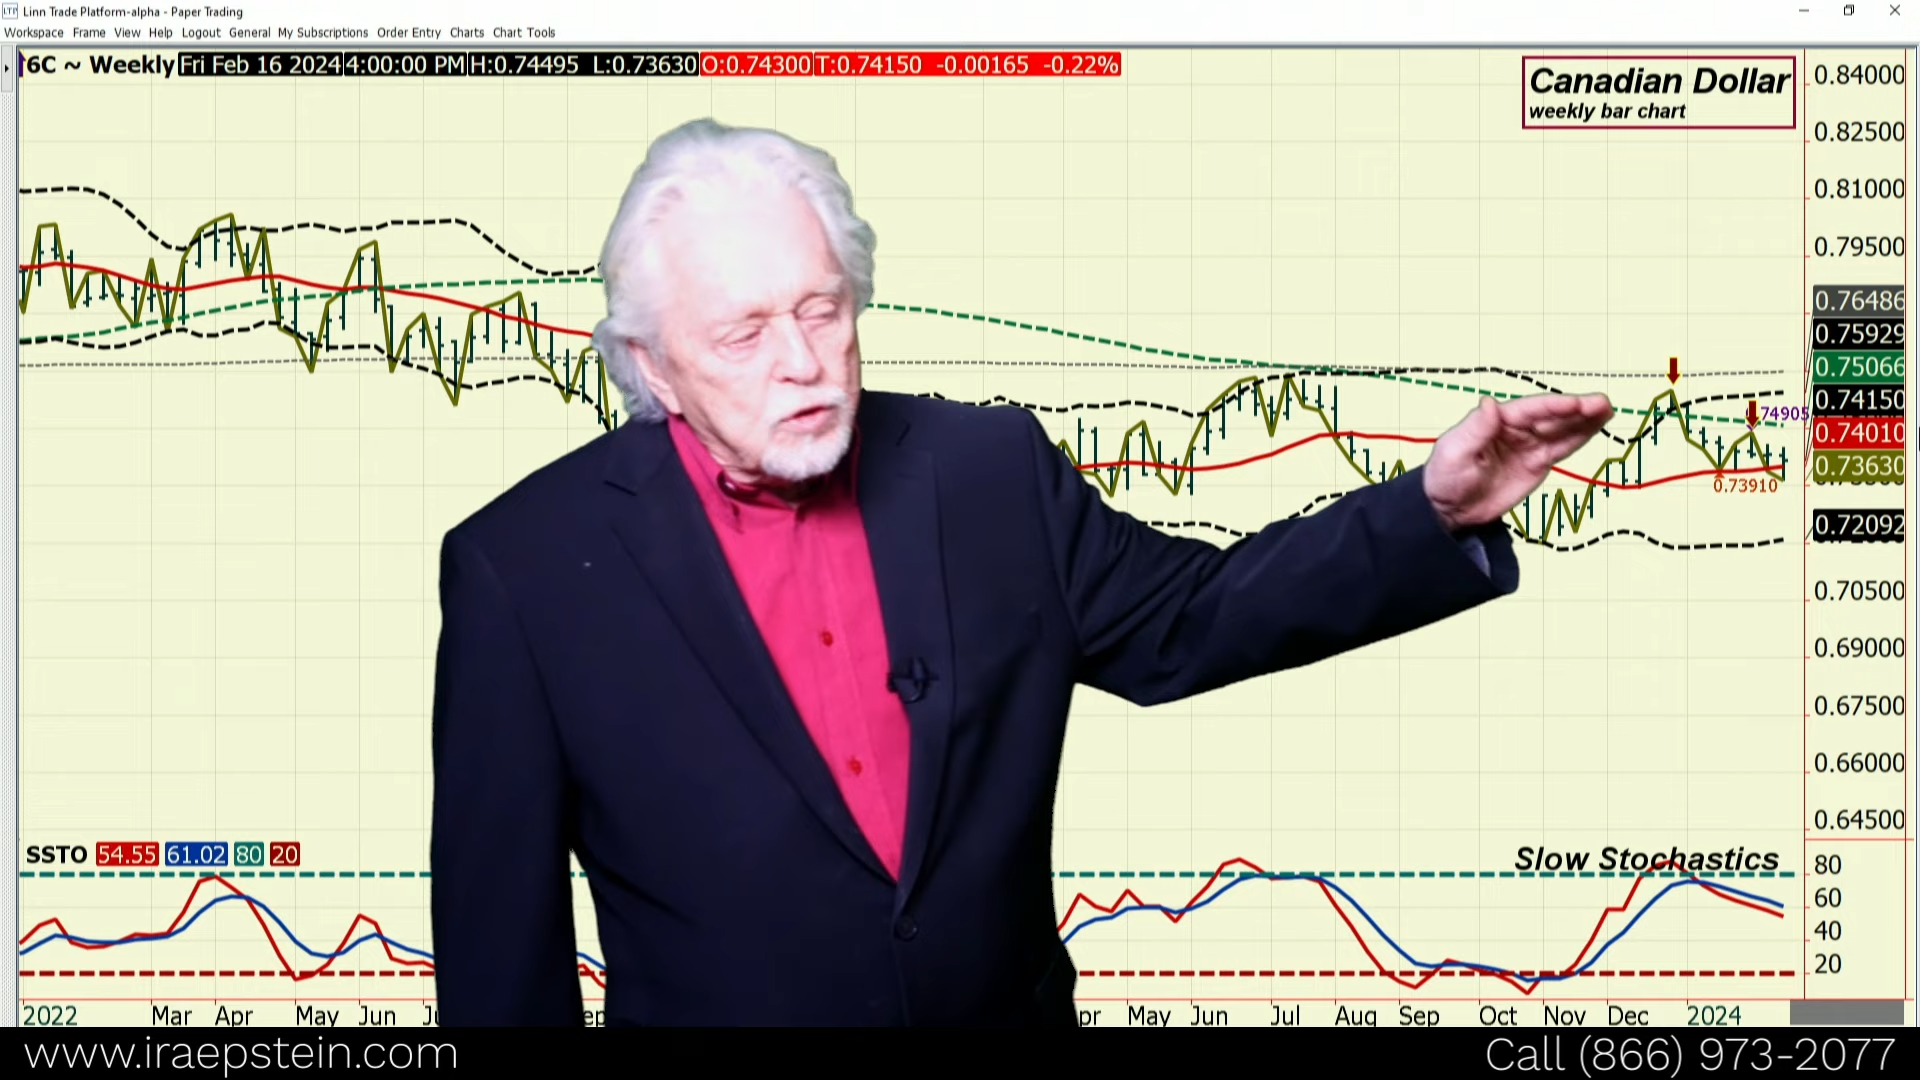 LTP Linn Trade Platform-alpha - Paper Trading
Workspace Frame View Help Logout General My Subscriptions Order Entry Charts Chart Tools
6C ~ Weekly Fri Feb 16 2024 4:00:00 PM H:0.74495 L:0.73630 O:0.74300 T:0.74150 -0.00165 -0.22%
Canadian Dollar
weekly bar chart
0.84000
0.82500
0.81000
0.79500
0.76486
0.75929
0.75066
0.74150
74905
0.74010
0.73630
0.73910
0.72092
0.70500
0.69000
0.67500
0.66000
0.64500
SSTO 54.55 61.02 80 20
Slow Stochastics
80
60
40
20
2022 Mar Apr May Jun May Jun Jul Aug Sep Oct Nov Dec 2024
www.iraepstein.com
Call (866) 973-2077